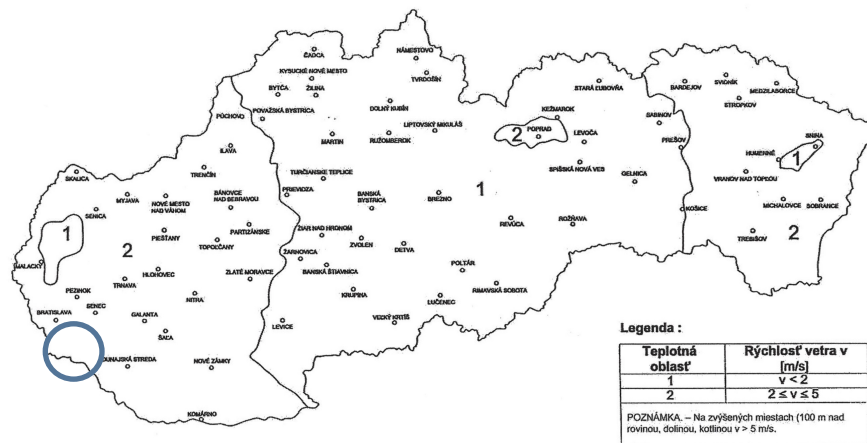 ČADCA
NÁMESTOVO
KYSUCKÉ NOVÉ MESTO
TVRDOŠÍN
BYTČA
ŽILINA
STARÁ ĽUBOVŇA
BARDEJOV
SVIDNÍK
MEDZILABORCE
DOLNÝ KUBÍN
KEŽMAROK
STROPKOV
PÚCHOV
POVAŽSKÁ BYSTRICA
LIPTOVSKÝ MIKULÁŠ
SABINOV
MARTIN
RUŽOMBEROK
2
POPRAD
LEVOČA
PREŠOV
SNINA
ILAVA
HUMENNÉ
1
SPIŠSKÁ NOVÁ VES
TRENČÍN
TURČIANSKE TEPLICE
GELNICA
VRANOV NAD TOPĽOU
SKALICA
MYJAVA
NOVÉ MESTO
NAD VÁHOM
BÁNOVCE
NAD BEBRAVOU
PRIEVIDZA
BANSKÁ
BYSTRICA
BREZNO
1
MICHALOVCE
SOBRANCE
SENICA
KOŠICE
1
2
PIEŠŤANY
PARTIZÁNSKE
ŽIAR NAD HRONOM
REVÚCA
ROŽŇAVA
TREBIŠOV
2
TOPOĽČANY
ZVOLEN
DETVA
MALACKY
ŽARNOVICA
BANSKÁ ŠTIAVNICA
POLTÁR
HLOHOVEC
ZLATÉ MORAVCE
TRNAVA
RIMAVSKÁ SOBOTA
PEZINOK
NITRA
KRUPINA
LUČENEC
BRATISLAVA
SENEC
GALANTA
LEVICE
VEĽKÝ KRTÍŠ
ŠAĽA
DUNAJSKÁ STREDA
NOVÉ ZÁMKY
KOMÁRNO
Legenda :
Teplotná
oblasť
Rýchlosť vetra v
[m/s]
1
v < 2
2
2 ≤ v ≤ 5
POZNÁMKA. – Na zvýšených miestach (100 m nad
rovinou, dolinou, kotlinou v > 5 m/s.